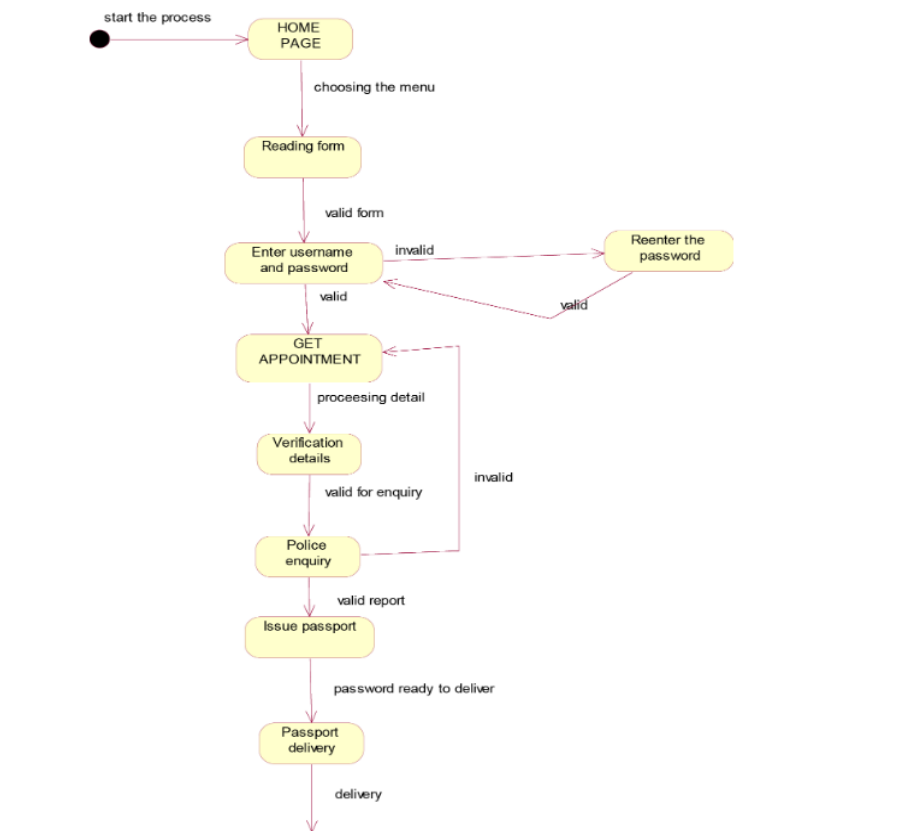 start the process
HOME
PAGE
choosing the menu
Reading form
valid form
Enter username
and password
invalid
Reenter the
password
valid
valid
GET
APPOINTMENT
proceesing detail
Verification
details
invalid
valid for enquiry
Police
enquiry
valid report
Issue passport
password ready to deliver
Passport
delivery
delivery